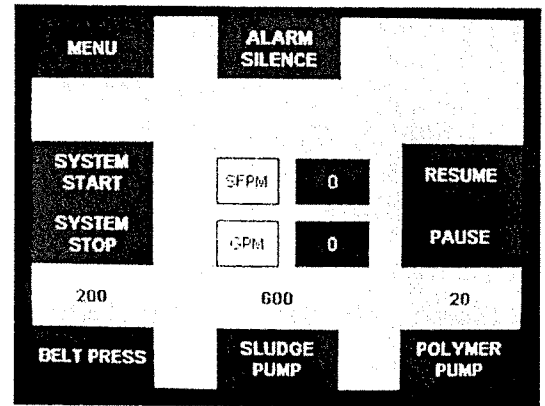 MENU
ALARM
SILENCE
SYSTEM
START
SFPM
0
RESUME
SYSTEM
STOP
GPM
0
PAUSE
200
600
20
BELT PRESS
SLUDGE
PUMP
POLYMER
PUMP